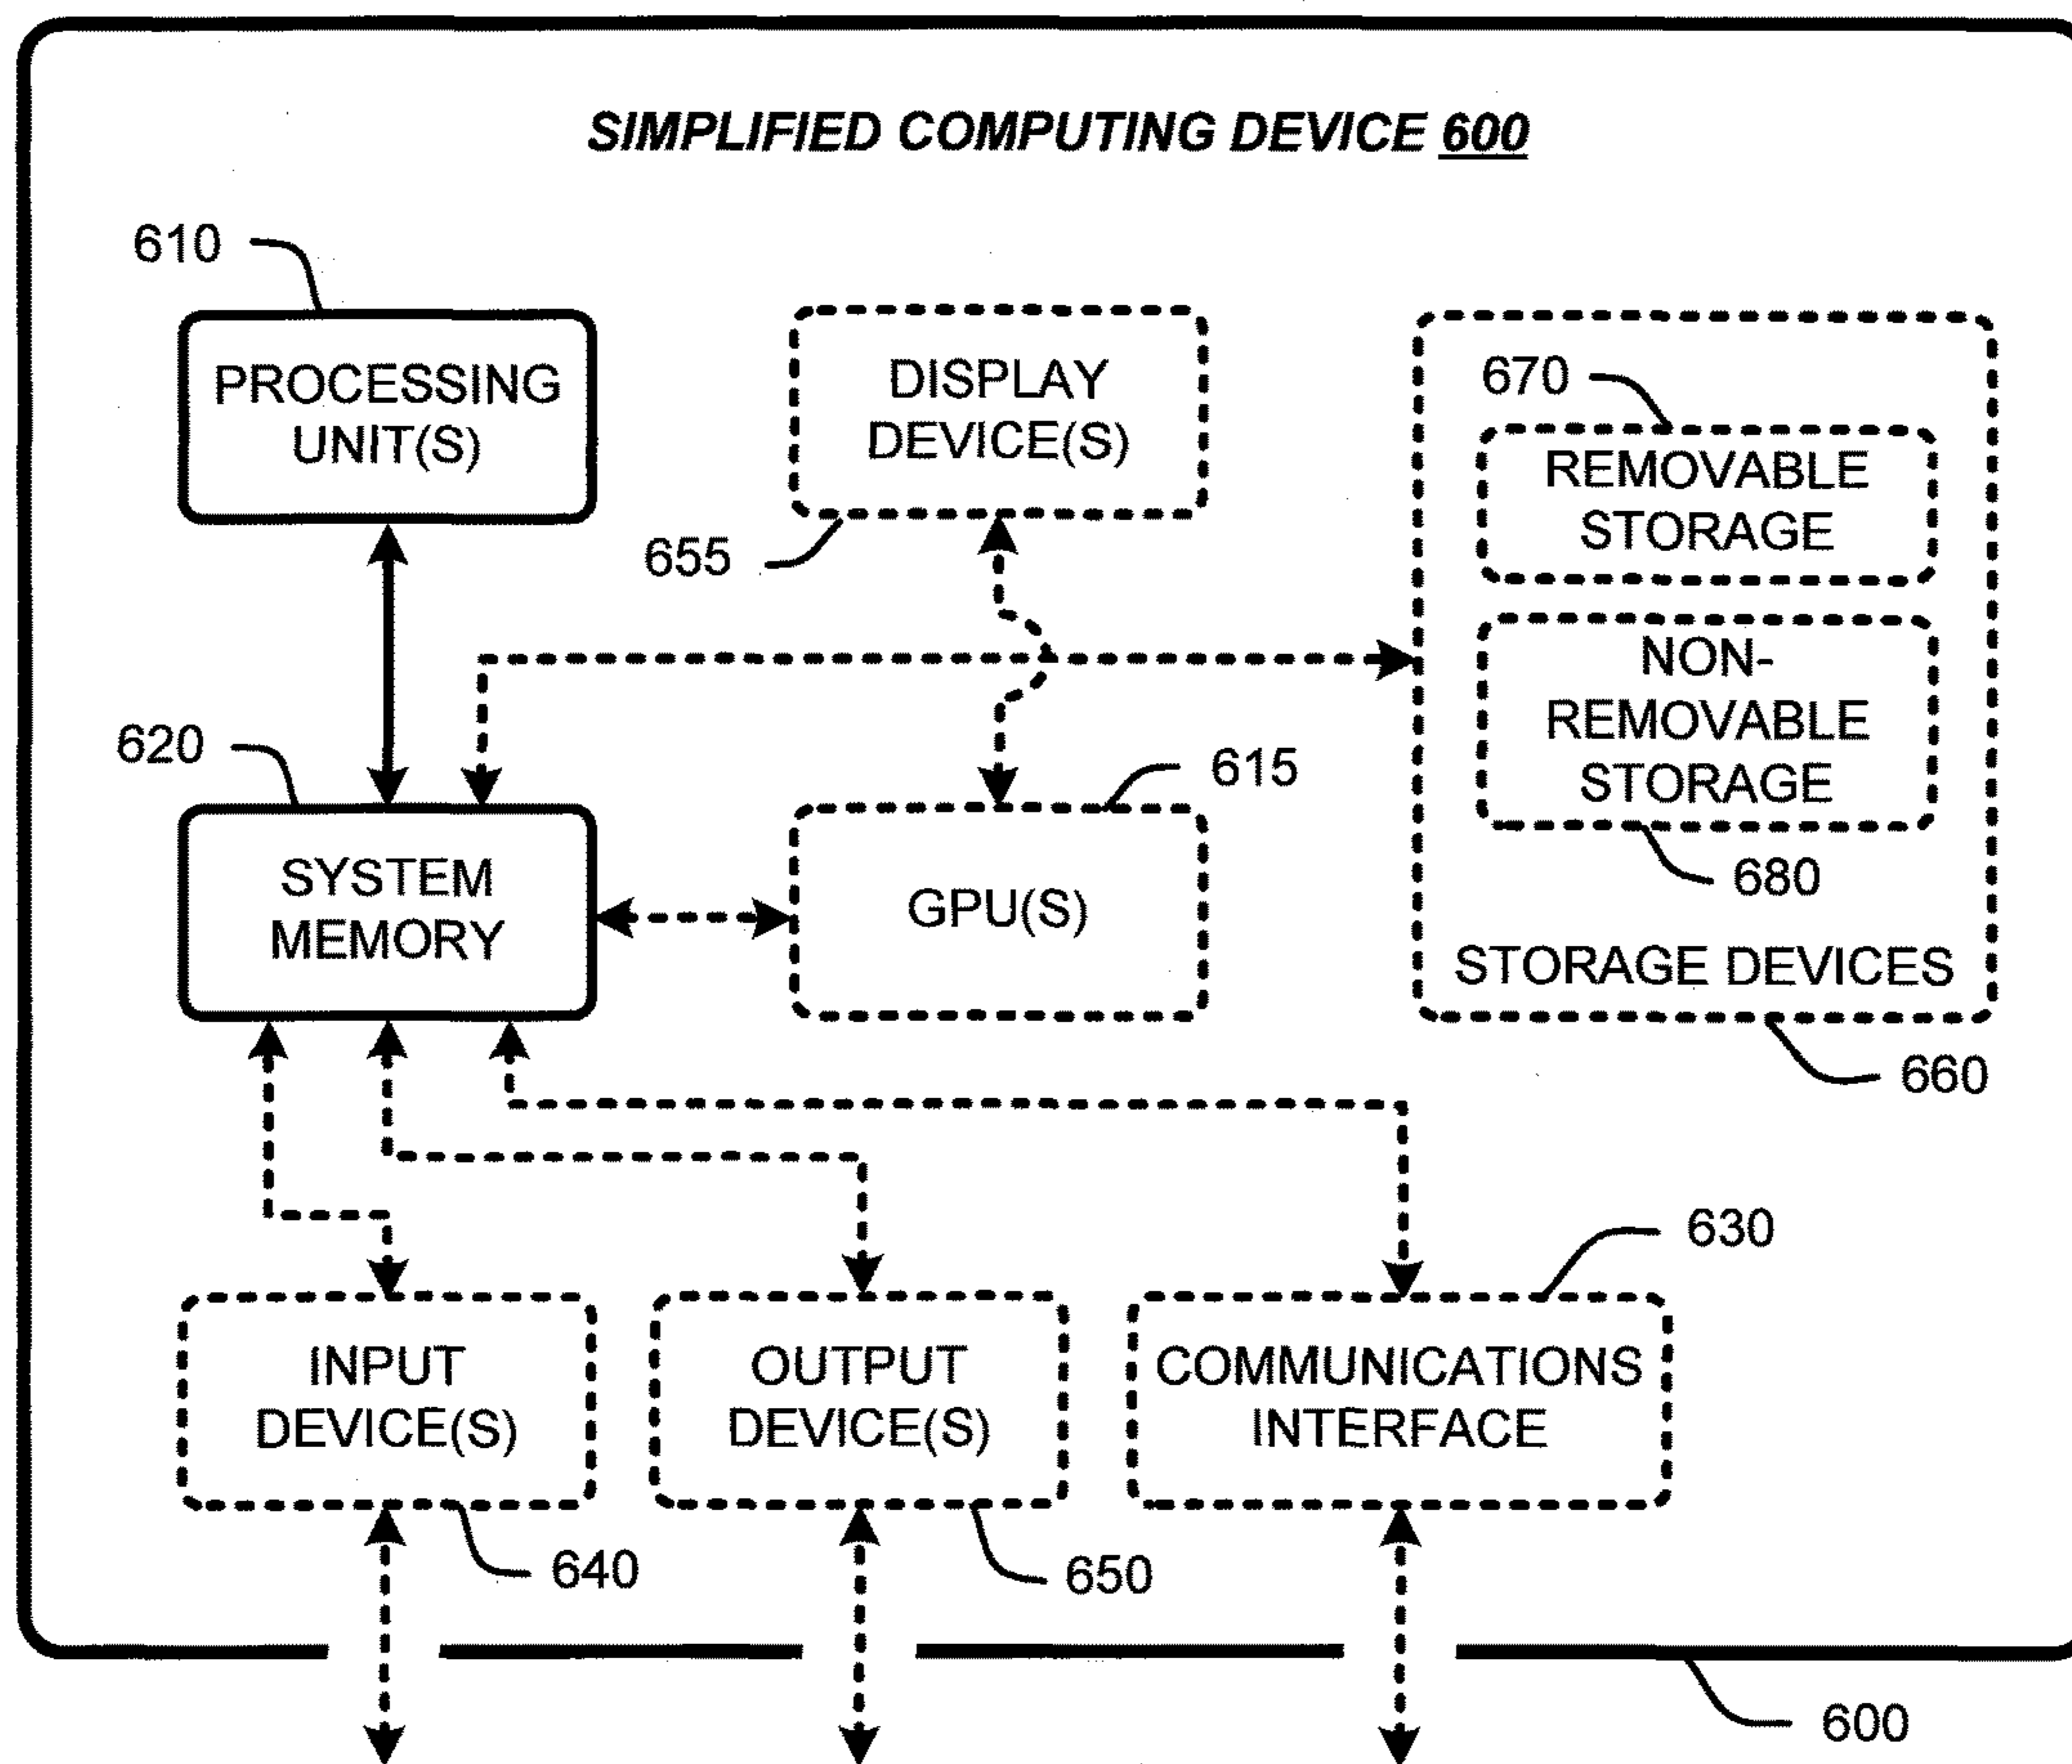 SIMPLIFIED COMPUTING DEVICE 600
610
PROCESSING
UNIT(S)
DISPLAY
DEVICE(S)
655
670
REMOVABLE
STORAGE
NON-
REMOVABLE
STORAGE
680
STORAGE DEVICES
660
620
SYSTEM
MEMORY
615
GPU(S)
INPUT
DEVICE(S)
640
OUTPUT
DEVICE(S)
650
630
COMMUNICATIONS
INTERFACE
600